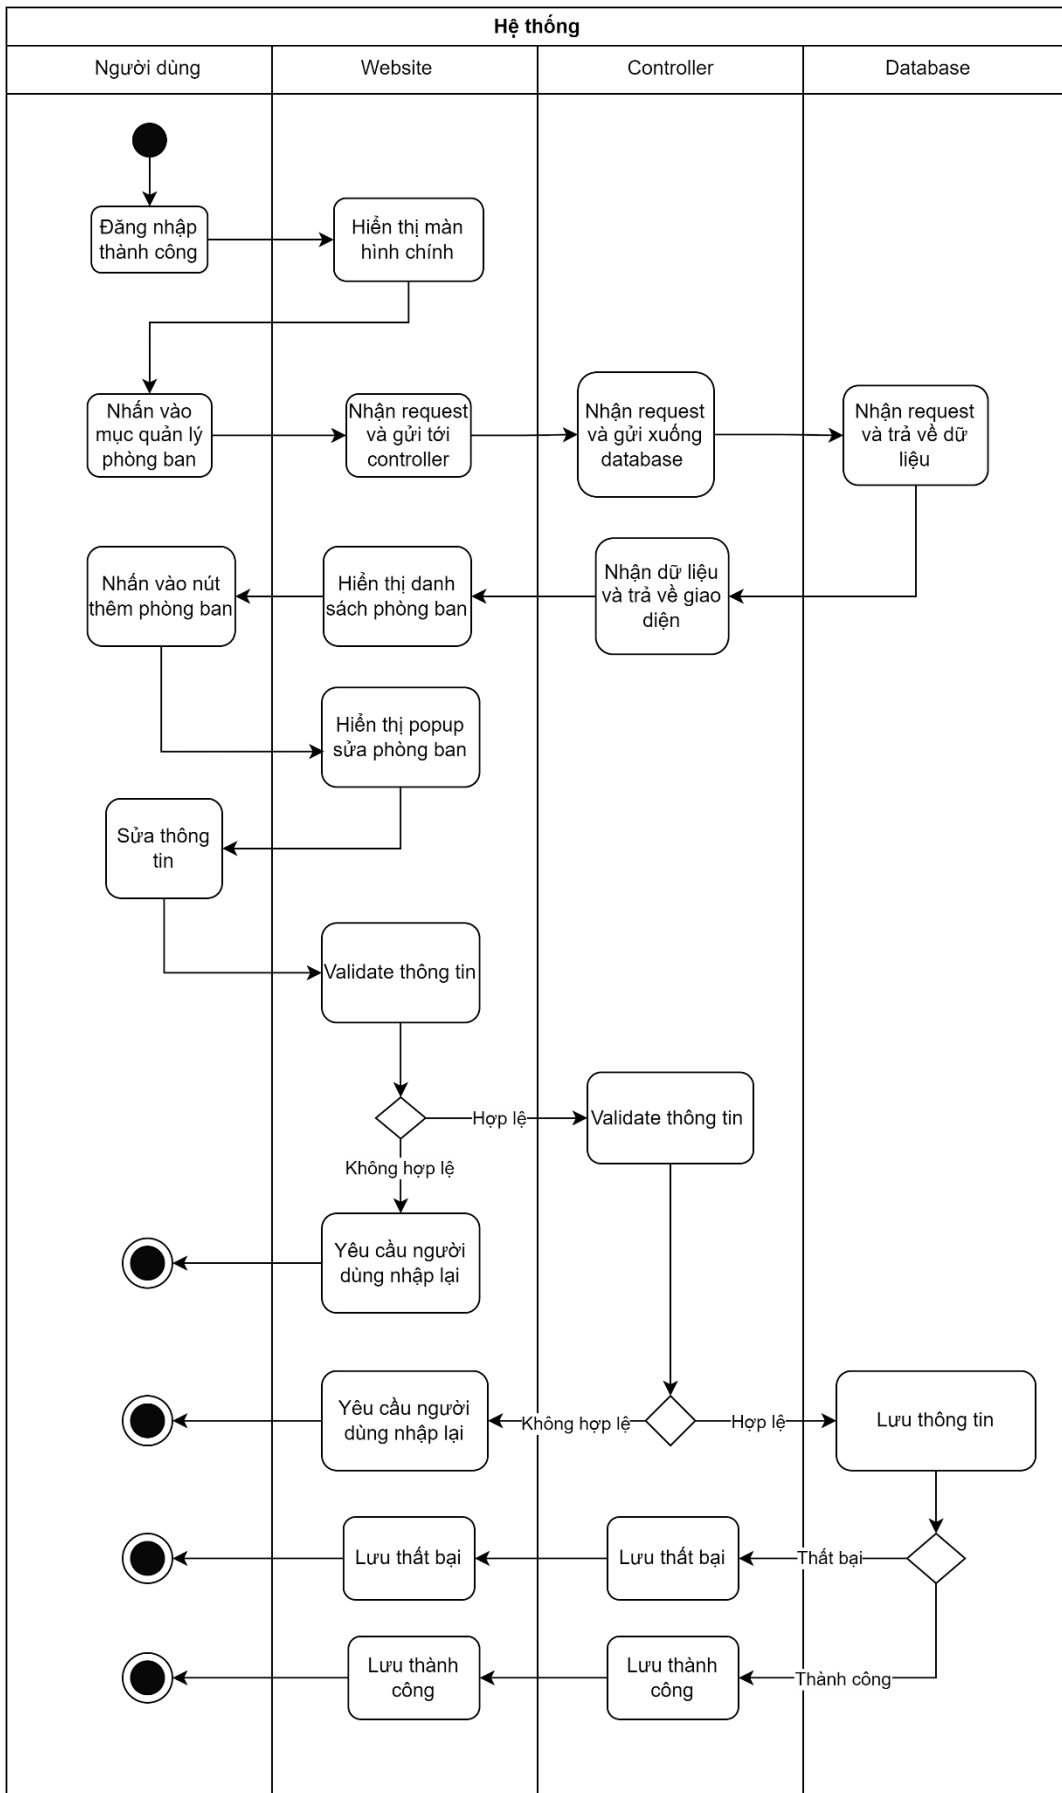 Hệ thống
Người dùng
Website
Controller
Database
Đăng nhập
thành công
Hiển thị màn
hình chính
Nhấn vào
mục quản lý
phòng ban
Nhận request
và gửi tới
controller
Nhận request
và gửi xuống
database
Nhận request
và trả về dữ
liệu
Nhấn vào nút
thêm phòng ban
Hiển thị danh
sách phòng ban
Nhận dữ liệu
và trả về giao
diện
Hiển thị popup
sửa phòng ban
Sửa thông
tin
Validate thông tin
Hợp lệ
Validate thông tin
Không hợp lệ
Yêu cầu người
dùng nhập lại
Yêu cầu người
dùng nhập lại
Không hợp lệ
Hợp lệ
Lưu thông tin
Lưu thất bại
Lưu thất bại
Thất bại
Lưu thành
công
Lưu thành
công
Thành công